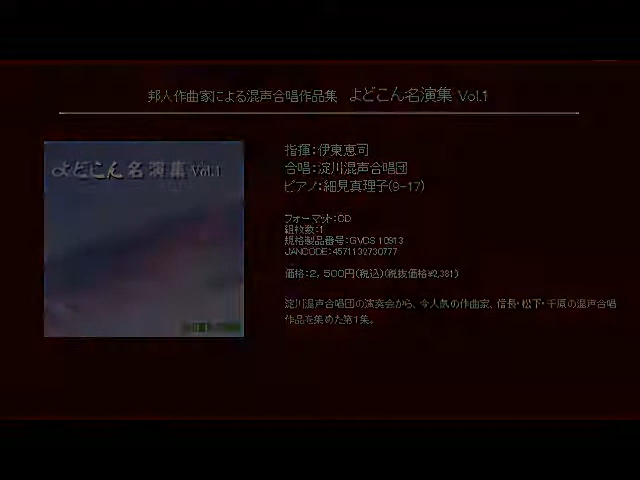 邦人作曲家による混声合唱作品集 よどこん名演集 Vol.1
よどこん名演集 Vol.1
指揮:伊東恵司
合唱:淀川混声合唱団
ピアノ:細見真理子(9-17)
フォーマット:CD
組枚数:1
規格製品番号:GVCS 10913
JANCODE:4571132730777
価格:2,500円(税込)(税抜価格¥2,381)
淀川混声合唱団の演奏会から、今人気の作曲家、信長・松下・千原の混声合唱
作品を集めた第1集。